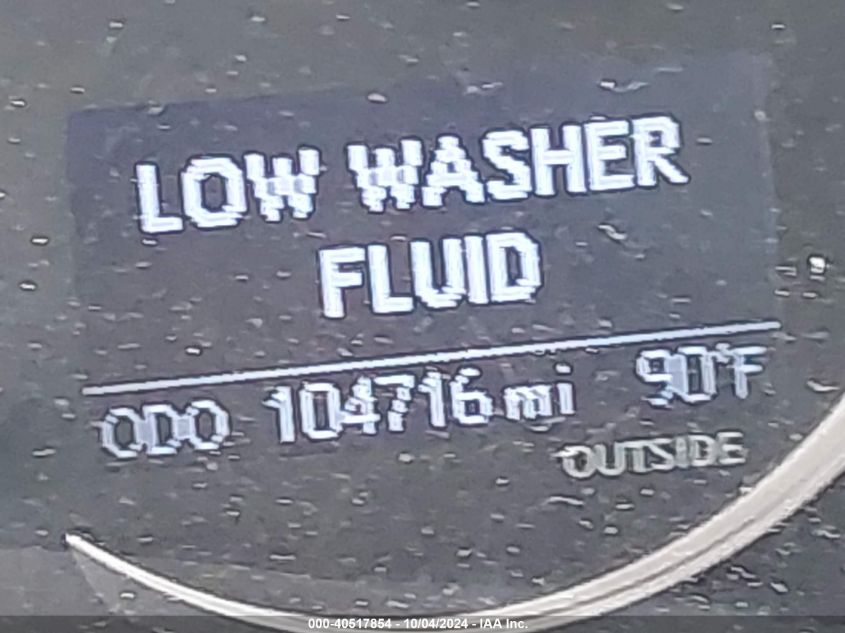 LOW WASHER
FLUID
ODO 104716 mi 90°F
OUTSIDE
000-40517854 - 10/04/2024 - IAA Inc.